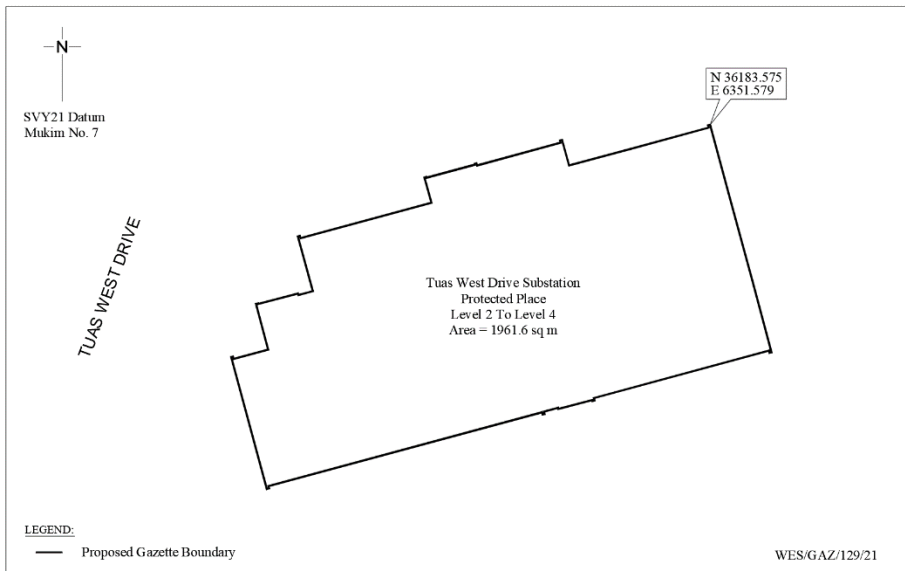 N
SVY21 Datum
Mukim No. 7
N 36183.575
E 6351.579
TUAS WEST DRIVE
Tuas West Drive Substation
Protected Place
Level 2 To Level 4
Area = 1961.6 sq m
LEGEND:
Proposed Gazette Boundary
WES/GAZ/129/21